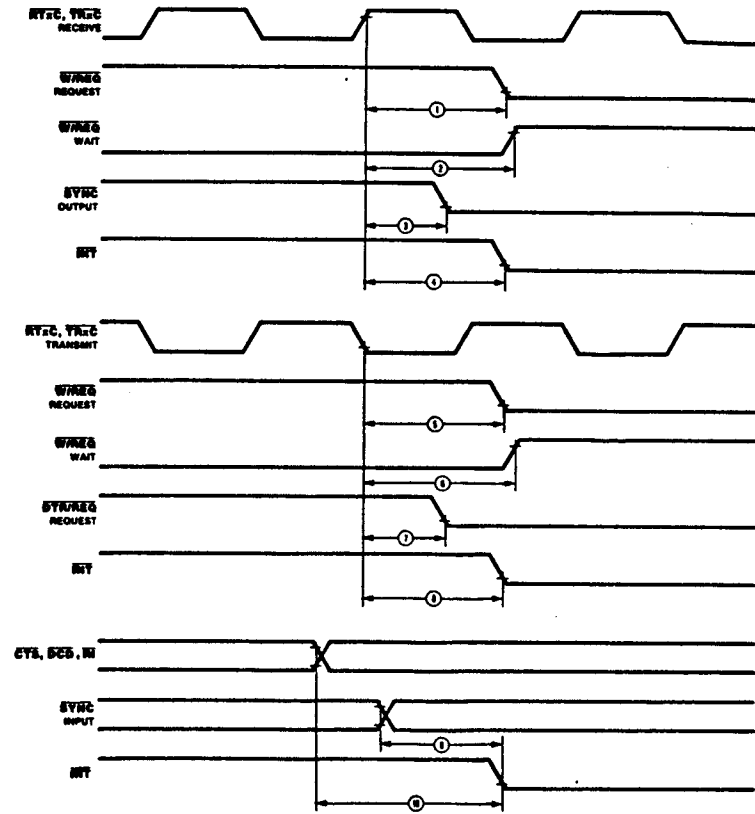 RTxC, TRxC
RECEIVE
W/REQ
REQUEST
1
W/REQ
WAIT
2
SYNC
OUTPUT
3
INT
4
RTxC, TRxC
TRANSMIT
W/REQ
REQUEST
5
W/REQ
WAIT
6
DTR/REQ
REQUEST
7
INT
8
CTS, DCD, RI
SYNC
INPUT
9
INT
10